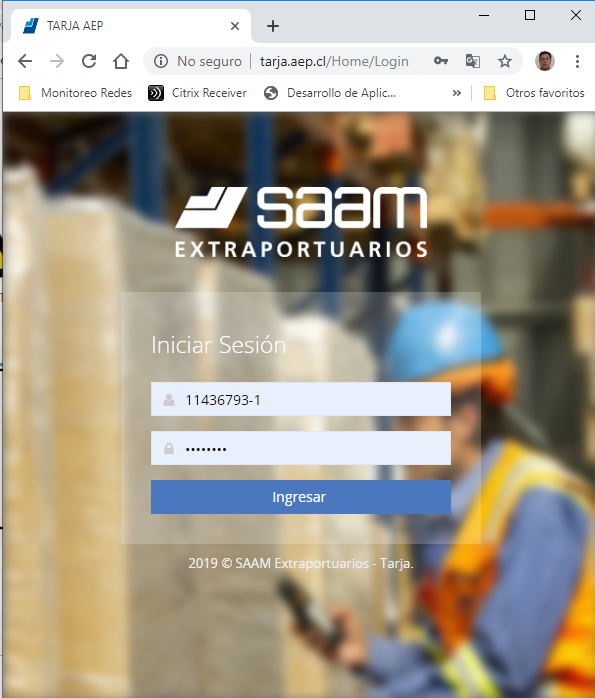 TARJA AEP
No seguro | tarja.aep.cl/Home/Login
Monitoreo Redes Citrix Receiver Desarrollo de Aplic... » Otros favoritos
saam
EXTRAPORTUARIOS
Iniciar Sesión
11436793-1
••••••••
Ingresar
2019 © SAAM Extraportuarios - Tarja.